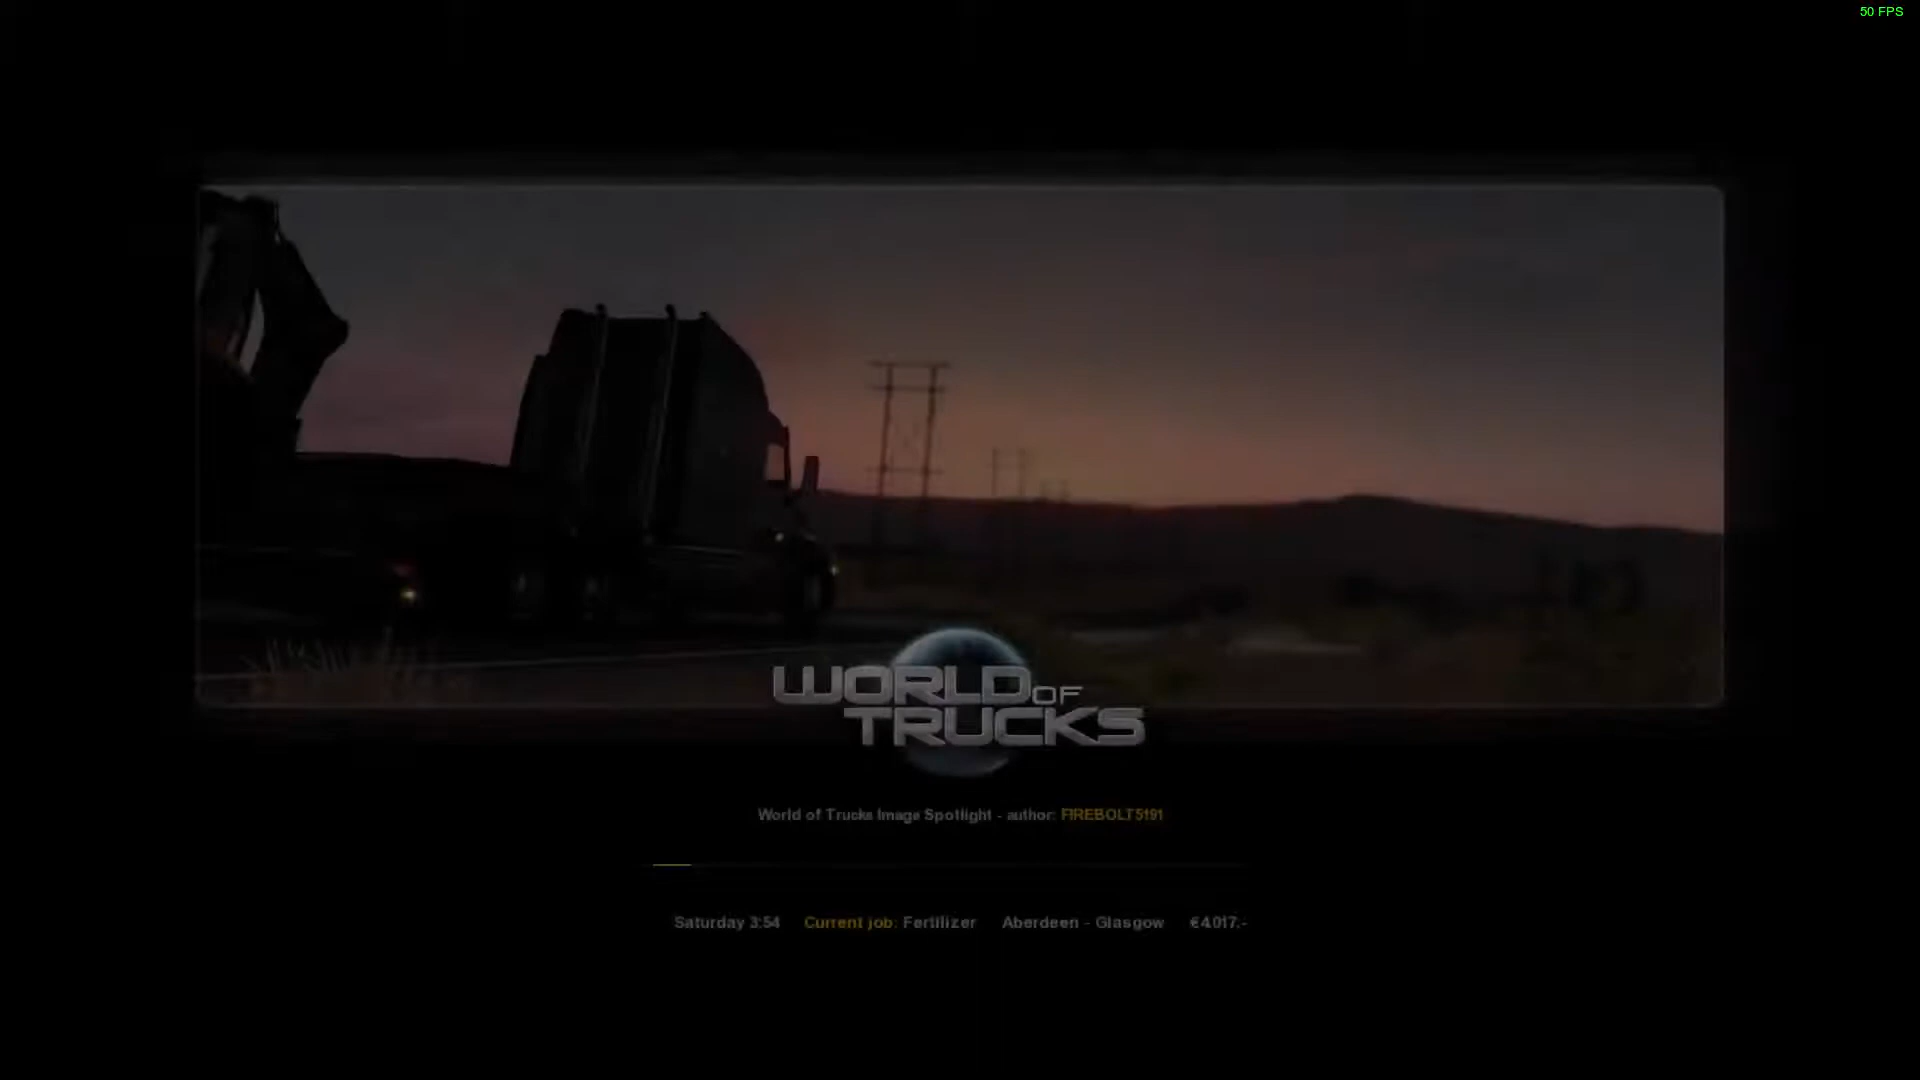 50 FPS
WORLD OF
TRUCKS
World of Trucks Image Spotlight - author: FIREBOLT5191
Saturday 3:54 Current job: Fertilizer Aberdeen - Glasgow €4.017.-